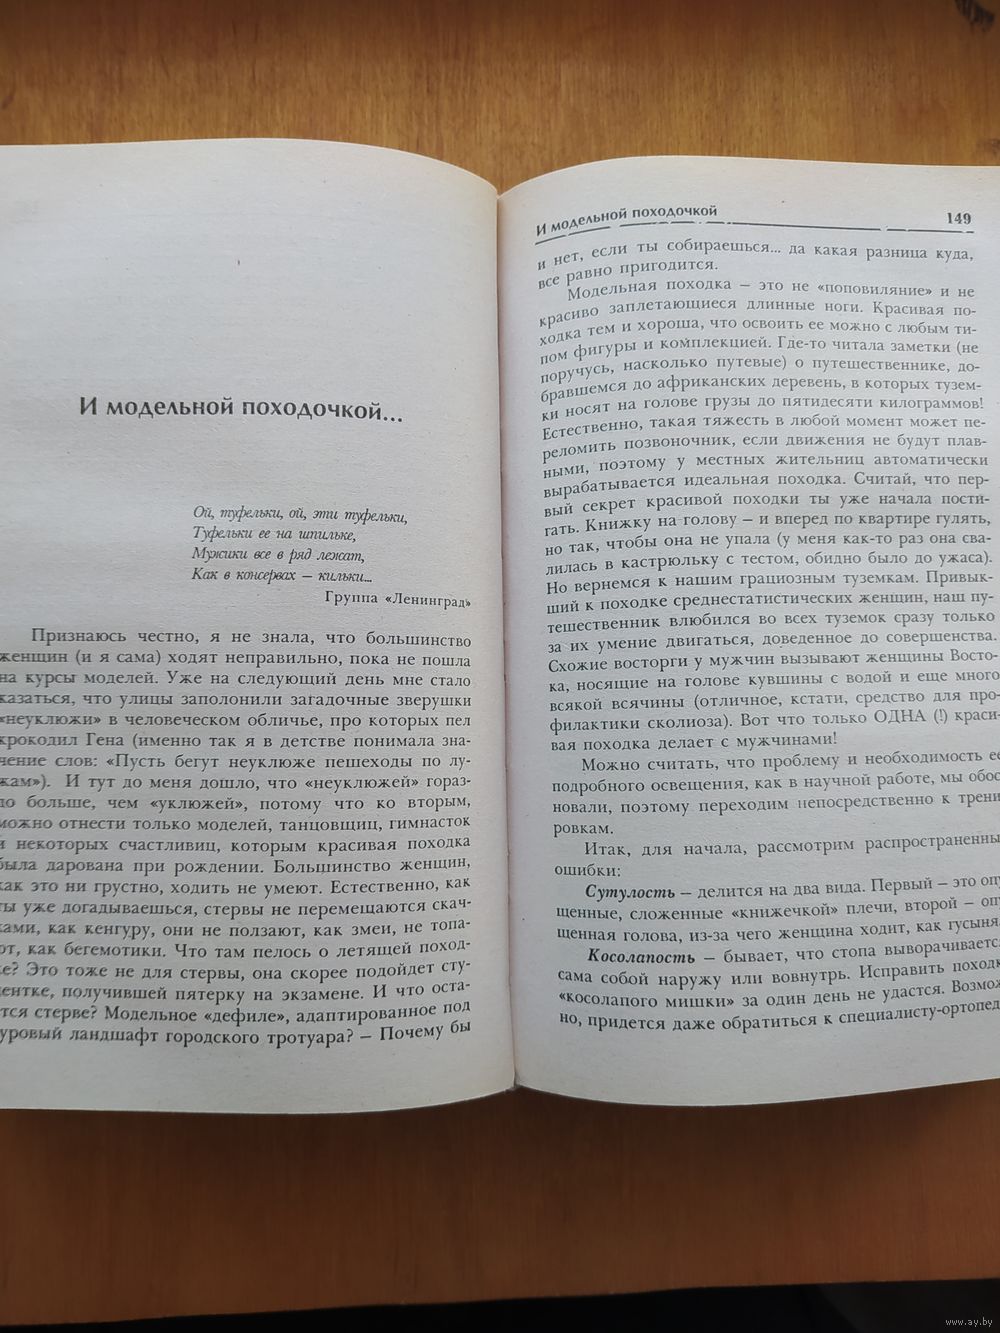 И модельной походочкой...
Ой, туфельки, ой, эти туфельки,
Туфельки ее на шпильке,
Мужики все в ряд лежат,
Как в консервах – кильки...
Группа «Ленинград»
Признаюсь честно, я не знала, что большинство
женщин (и я сама) ходят неправильно, пока не пошла
на курсы моделей. Уже на следующий день мне стало
казаться, что улицы заполонили загадочные зверушки
«неуклюжи» в человеческом обличье, про которых пел
крокодил Гена (именно так я в детстве понимала зна-
чение слов: «Пусть бегут неуклюже пешеходы по лу-
жам»). И тут до меня дошло, что «неуклюжей» гораз-
до больше, чем «уклюжей», потому что ко вторым,
можно отнести только моделей, танцовщиц, гимнасток
и некоторых счастливиц, которым красивая походка
была дарована при рождении. Большинство женщин,
как это ни грустно, ходить не умеют. Естественно, как
ты уже догадываешься, стервы не перемещаются скач-
ками, как кенгуру, они не ползают, как змеи, не топа-
ют, как бегемотики. Что там пелось о летящей поход-
ке? Это тоже не для стервы, она скорее подойдет сту-
дентке, получившей пятерку на экзамене. И что оста-
ется стерве? Модельное «дефиле», адаптированное под
суровый ландшафт городского тротуара? – Почему бы
И модельной походочкой 149
и нет, если ты собираешься... да какая разница куда,
все равно пригодится.
Модельная походка – это не «поповиляние» и не
красиво заплетающиеся длинные ноги. Красивая по-
ходка тем и хороша, что освоить ее можно с любым ти-
пом фигуры и комплекцией. Где-то читала заметки (не
поручусь, насколько путевые) о путешественнике, до-
бравшемся до африканских деревень, в которых тузем-
ки носят на голове грузы до пятидесяти килограммов!
Естественно, такая тяжесть в любой момент может пе-
реломить позвоночник, если движения не будут плав-
ными, поэтому у местных жительниц автоматически
вырабатывается идеальная походка. Считай, что пер-
вый секрет красивой походки ты уже начала пости-
гать. Книжку на голову – и вперед по квартире гулять,
но так, чтобы она не упала (у меня как-то раз она сва-
лилась в кастрюльку с тестом, обидно было до ужаса).
Но вернемся к нашим грациозным туземкам. Привык-
ший к походке среднестатистических женщин, наш пу-
тешественник влюбился во всех туземок сразу только
за их умение двигаться, доведенное до совершенства.
Схожие восторги у мужчин вызывают женщины Восто-
ка, носящие на голове кувшины с водой и еще много
всякой всячины (отличное, кстати, средство для про-
филактики сколиоза). Вот что только ОДНА (!) краси-
вая походка делает с мужчинами!
Можно считать, что проблему и необходимость ее
подробного освещения, как в научной работе, мы обос
новали, поэтому переходим непосредственно к трени
ровкам.
Итак, для начала, рассмотрим распространенны
ошибки:
Сутулость – делится на два вида. Первый – это опу
щенные, сложенные «книжечкой» плечи, второй – опу
щенная голова, из-за чего женщина ходит, как гусыня.
Косолапость – бывает, что стопа выворачивается
сама собой наружу или вовнутрь. Исправить походк
«косолапого мишки» за один день не удастся. Возмож
но, придется даже обратиться к специалисту-ортопед
www.ay.by